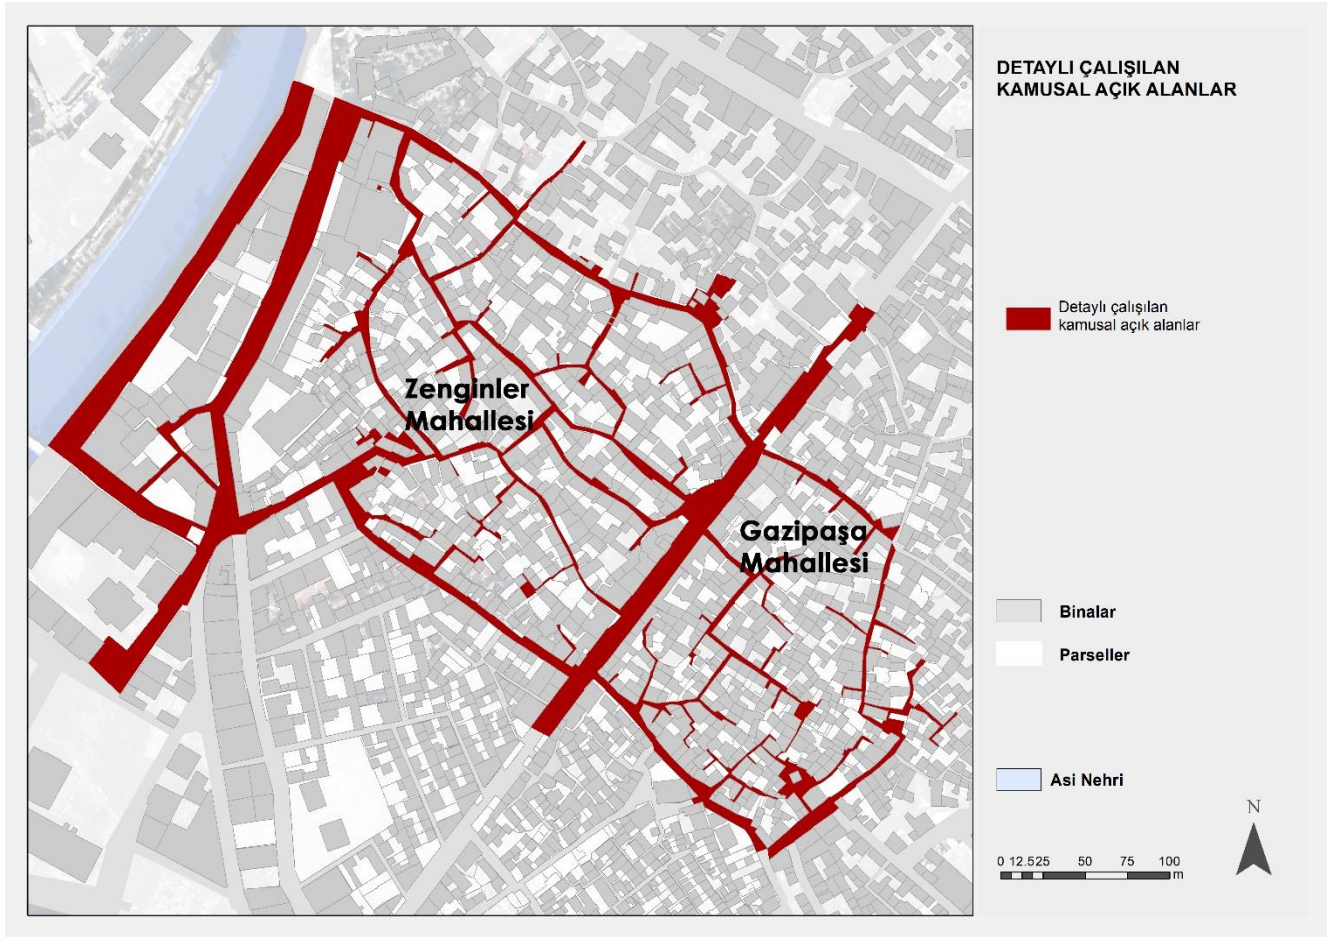 DETAYLI ÇALIŞILAN
KAMUSAL AÇIK ALANLAR
Detaylı çalışılan
kamusal açık alanlar
Zenginler
Mahallesi
Gazipaşa
Mahallesi
Binalar
Parseller
Asi Nehri
N
0 12.525 50 75 100
m